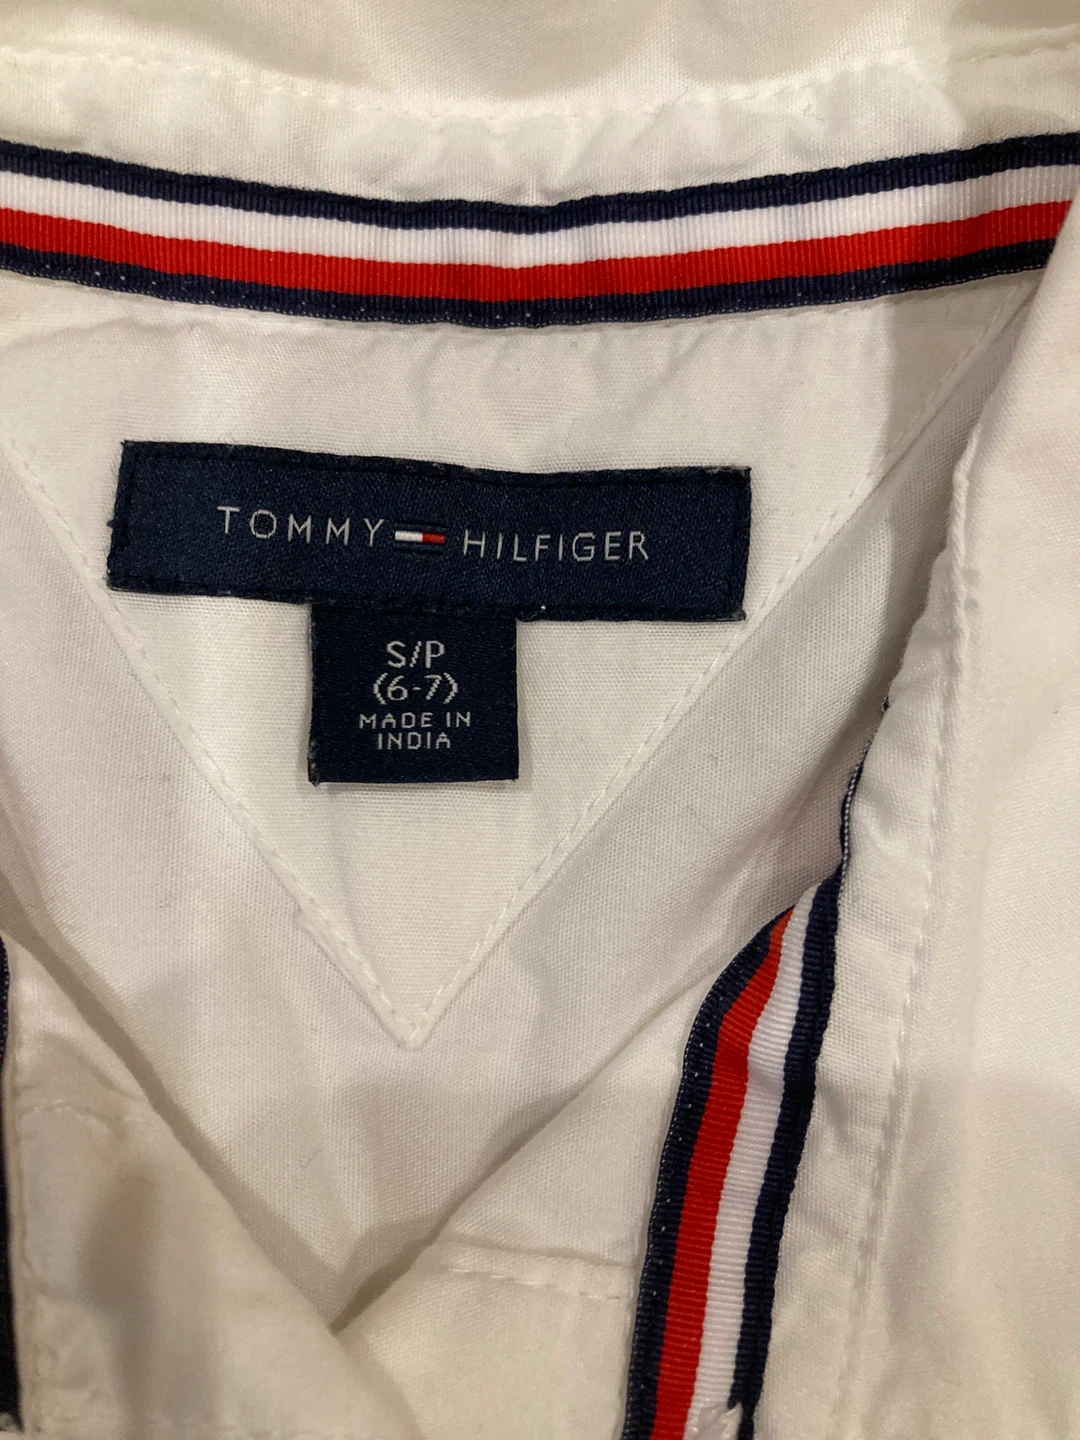 TOMMY HILFIGER
S/P
(6-7)
MADE IN
INDIA